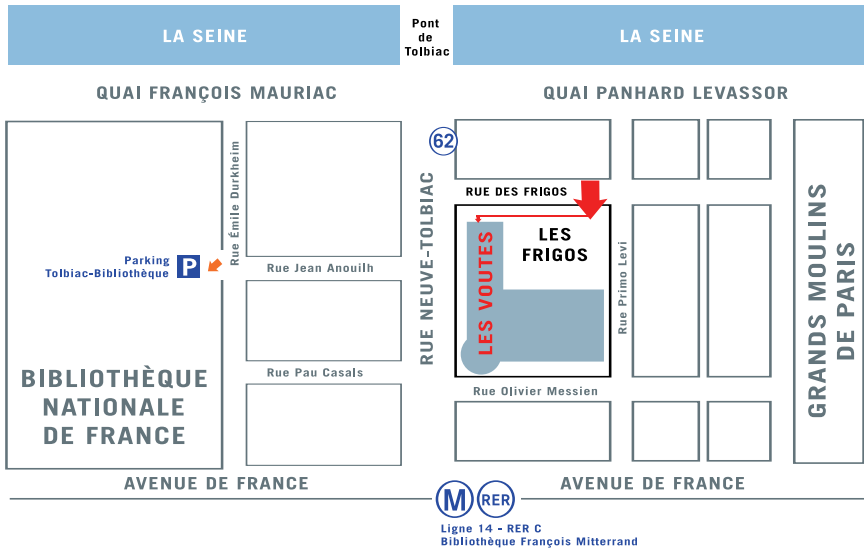 LA SEINE
Pont
de
Tolbiac
LA SEINE
QUAI FRANÇOIS MAURIAC
QUAI PANHARD LEVASSOR
62
Rue Émile Durkheim
RUE NEUVE-TOLBIAC
RUE DES FRIGOS
LES VOUTES
LES
FRIGOS
Rue Primo Levi
GRANDS MOULINS
DE PARIS
Parking
Tolbiac-Bibliothèque
P
Rue Jean Anouilh
Rue Pau Casals
BIBLIOTHÈQUE
NATIONALE
DE FRANCE
Rue Olivier Messien
AVENUE DE FRANCE
AVENUE DE FRANCE
M
RER
Ligne 14 - RER C
Bibliothèque François Mitterrand